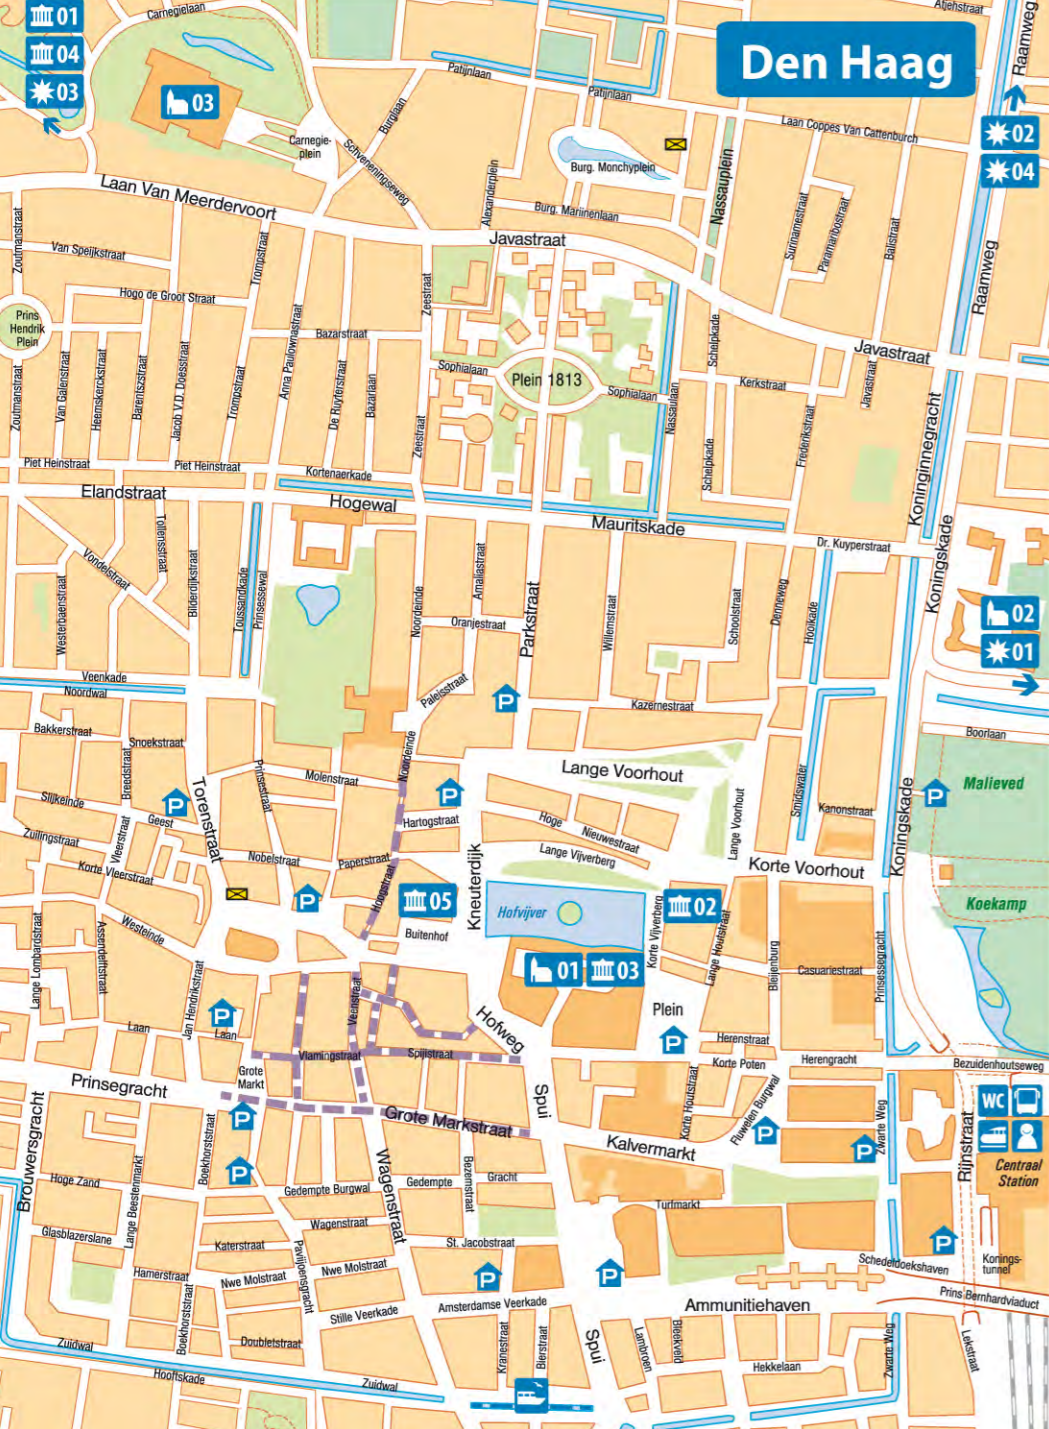 01
04
03
Carnegielaan
Atjehstraat
Raamweg
Den Haag
Patijnlaan
Patijnlaan
Laan Coppes Van Cattenburch
02
04
03
Burglaan
Carnegie-
plein
Schveneningseweg
Burg. Monchyplein
Nassauplein
Alexanderplein
Laan Van Meerdervoort
Burg. Mariinenlaan
Javastraat
Surinamestraat
Paramaribostraat
Balistraat
Raamweg
Zoutmanstraat
Van Speijkstraat
Trompstraat
Hogo de Groot Straat
Zeestraat
Prins
Hendrik
Plein
Bazarstraat
Anna Paulownastraat
Schelpkade
Javastraat
Sophialaan
Plein 1813
Sophialaan
Kerkstraat
Javastraat
Zoutmanstraat
Van Galenstraat
Heemskerckstraat
Barentszstraat
Jacob V.D. Doesstraat
Trompstraat
De Ruyterstraat
Bazarlaan
Zeestraat
Nassaulaan
Schelpkade
Frederikstraat
Koninginnegracht
Piet Heinstraat
Piet Heinstraat
Kortenaerkade
Elandstraat
Hogewal
Mauritskade
Dr. Kuyperstraat
Koningskade
Vondelstraat
Tollensstraat
Bilderdijkstraat
Westerbaenstraat
Toussandkade
Prinsessewal
Noordeinde
Amaliastraat
Oranjestraat
Parkstraat
Willemstraat
Schoolstraat
Denneweg
Hooikade
02
01
Veenkade
Noordwal
Paleisstraat
P
Kazernestraat
Bakkerstraat
Snoekstraat
Breedstraat
Boorlaan
Noordeinde
Molenstraat
Prinsestraat
Lange Voorhout
Malieved
Slijkeinde
P
Torenstraat
P
Smidswater
Kanonstraat
P
Koningskade
Zuilingstraat
Vleerstraat
Geest
Hartogstraat
Hoge
Nieuwestraat
Lange Voorhout
Korte Vleerstraat
Nobelstraat
Paperstraat
Lange Vijverberg
Korte Voorhout
Kneuterdijk
Hoogstraat
P
05
Hofvijver
02
Koekamp
Westeinde
Buitenhof
Korte Vijverberg
Lange Houtstraat
Bleijenburg
Lange Lombardstraat
Assendelftstraat
01
03
Casuariestraat
Prinsessegracht
Jan Hendrikstraat
P
Veenstraat
Hofweg
Plein
P
Laan
Laan
Vlamingstraat
Spijistraat
Herenstraat
Korte Poten
Herengracht
Bezuidenhoutseweg
Prinsegracht
Grote
Markt
P
Spui
Korte Houtstraat
Fluwelen Burgwal
P
Zwarte Weg
WC
Brouwersgracht
Boekhorststraat
Grote Markstraat
Kalvermarkt
P
Rijnstraat
Centraal
Station
Hoge Zand
Lange Beestenmarkt
P
Gedempte Burgwal
Wagenstraat
Gedempte
Bezemstraat
Gracht
Turfmarkt
Glasblazerslane
Wagenstraat
Katerstraat
St. Jacobstraat
P
Hamerstraat
Nwe Molstraat
Paviljoensgracht
Nwe Molstraat
P
P
Schedeldoekshaven
Konings-
tunnel
Boekhorststraat
Stille Veerkade
Amsterdamse Veerkade
Ammunitiehaven
Prins Bernhardviaduct
Zuidwal
Doubletstraat
Kranestraat
Bierstraat
Spui
Lambroen
Bleekveld
Hekkelaan
Zwarte Weg
Lekstraat
Hooftskade
Zuidwal